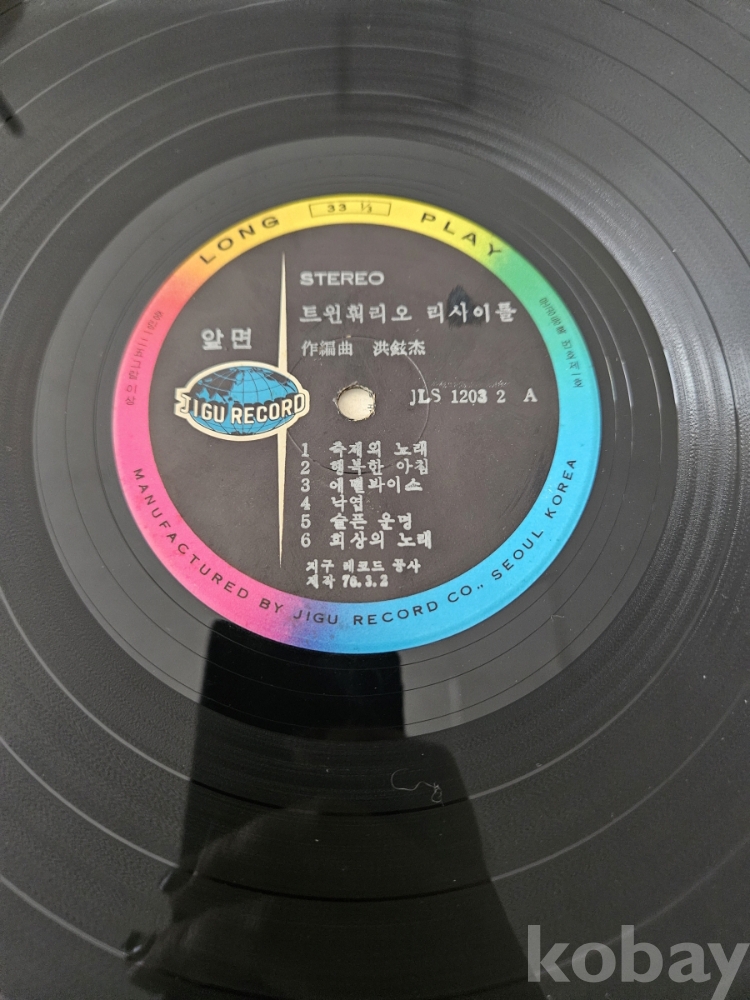 LONG 33 ⅓ PLAY
STEREO
트윈휘리오 리사이틀
앞면
作編曲 洪鉉杰
JIGU RECORD
JLS 1203 2 A
1 축제의 노래
2 행복한 아침
3 에델봐이스
4 낙엽
5 슬픈 운명
6 회상의 노래
지구 레코드 공사
제작 76.3.2
MANUFACTURED BY JIGU RECORD CO., SEOUL KOREA
kobay